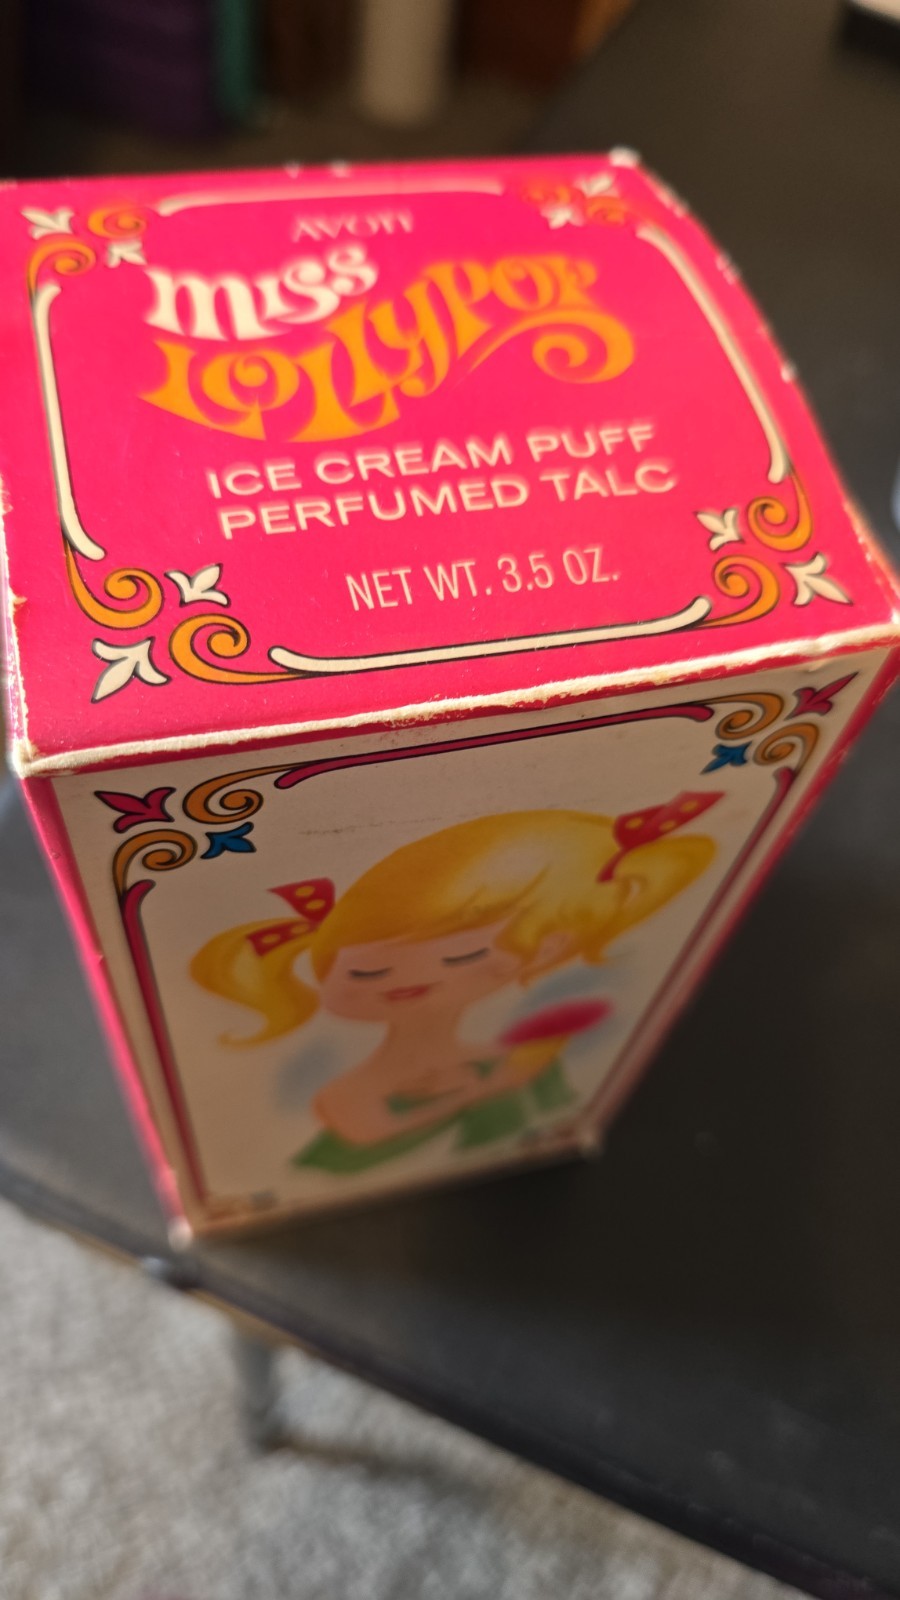 AVON
MISS
LOLLYPOP
ICE CREAM PUFF
PERFUMED TALC
NET WT. 3.5 OZ.